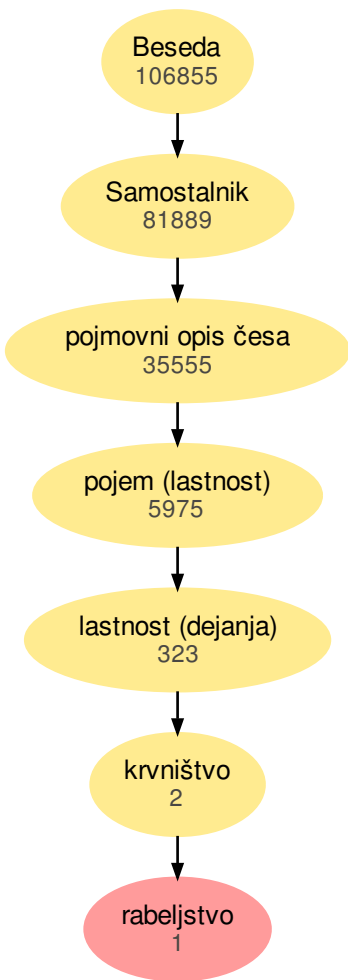 Beseda
106855
Samostalnik
81889
pojmovni opis česa
35555
pojem (lastnost)
5975
lastnost (dejanja)
323
krvništvo
2
rabeljstvo
1